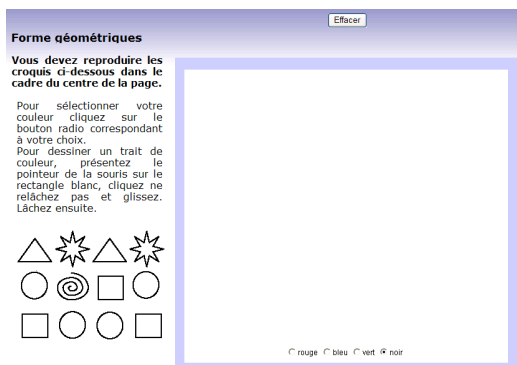 Effacer
Forme géométriques
Vous devez reproduire les
croquis ci-dessous dans le
cadre du centre de la page.
Pour sélectionner votre
couleur cliquez sur le
bouton radio correspondant
à votre choix.
Pour dessiner un trait de
couleur, présentez le
pointeur de la souris sur le
rectangle blanc, cliquez ne
relâchez pas et glissez.
Lâchez ensuite.
rouge bleu vert noir